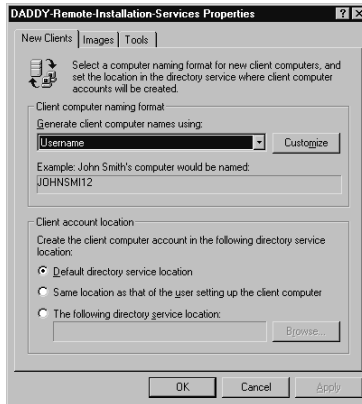 DADDY-Remote-Installation-Services Properties
New Clients Images Tools
Select a computer naming format for new client computers, and
set the location in the directory service where client computer
accounts will be created.
Client computer naming format
Generate client computer names using:
Username Customize
Example: John Smith's computer would be named:
JOHNSMI12
Client account location
Create the client computer account in the following directory service
location:
Default directory service location
Same location as that of the user setting up the client computer
The following directory service location:
Browse...
OK Cancel Apply